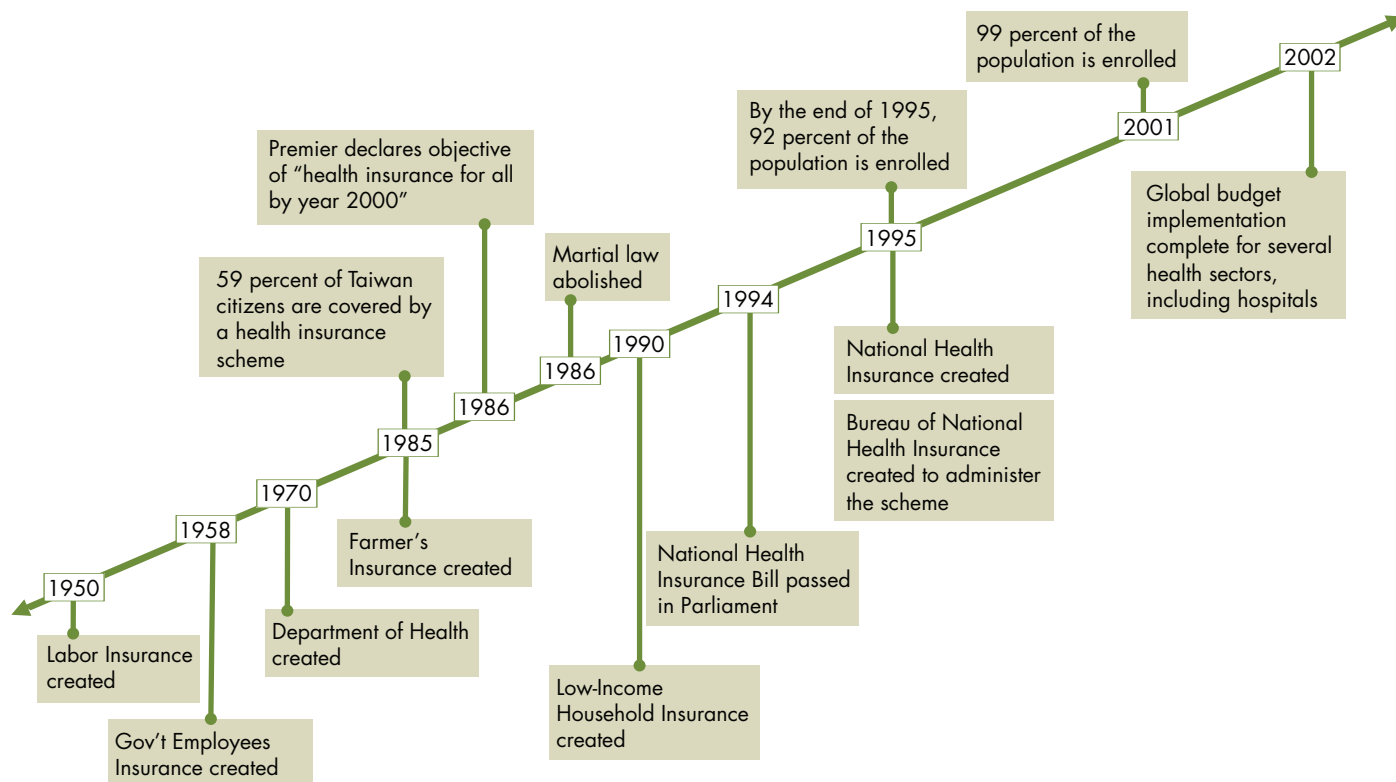 1950
Labor Insurance
created
1958
Gov’t Employees
Insurance created
1970
Department of Health
created
59 percent of Taiwan
citizens are covered by
a health insurance
scheme
1985
Farmer’s
Insurance created
Premier declares objective
of “health insurance for all
by year 2000”
1986
Martial law
abolished
1986
1990
Low-Income
Household Insurance
created
1994
National Health
Insurance Bill passed
in Parliament
By the end of 1995,
92 percent of the
population is enrolled
1995
National Health
Insurance created
Bureau of National
Health Insurance
created to administer
the scheme
99 percent of the
population is enrolled
2001
2002
Global budget
implementation
complete for several
health sectors,
including hospitals